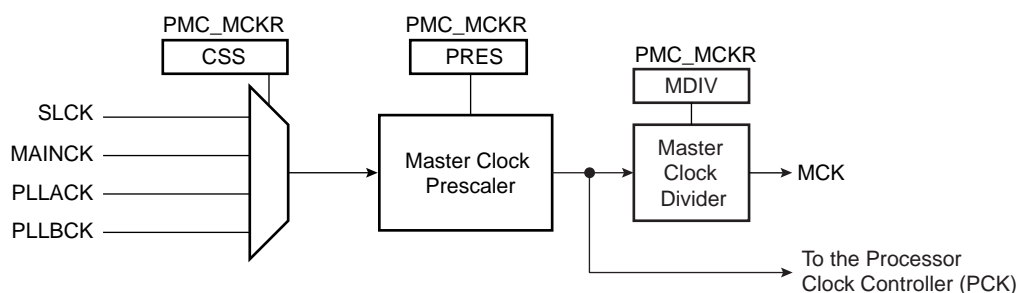 PMC_MCKR
CSS
PMC_MCKR
PRES
PMC_MCKR
MDIV
SLCK
MAINCK
PLLACK
PLLBCK
Master Clock
Prescaler
Master
Clock
Divider
MCK
To the Processor
Clock Controller (PCK)